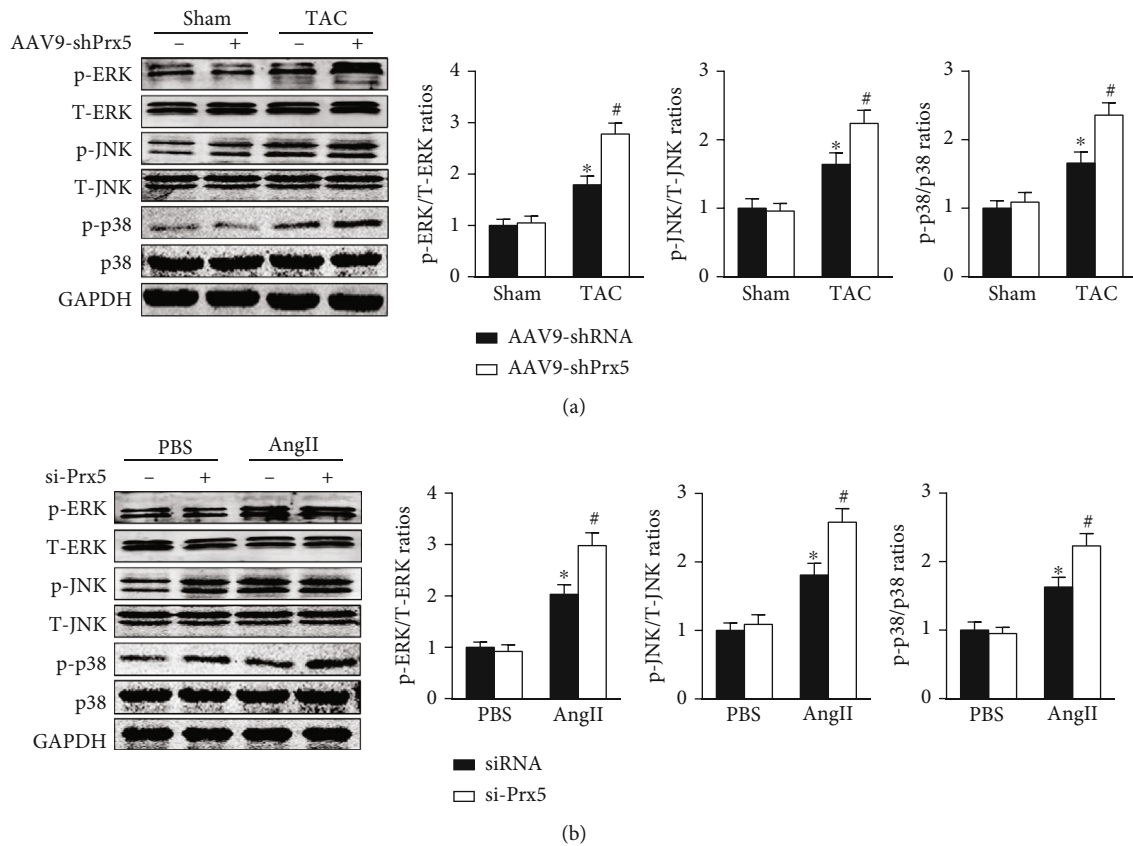 Sham TAC
AAV9-shPrx5 – + – +
p-ERK
T-ERK
p-JNK
T-JNK
p-p38
p38
GAPDH
p-ERK/T-ERK ratios
4
3
2
1
0
*
#
Sham TAC
p-JNK/T-JNK ratios
3
2
1
0
*
#
Sham TAC
p-p38/p38 ratios
3
2
1
0
*
#
Sham TAC
AAV9-shRNA
AAV9-shPrx5
(a)
PBS AngII
si-Prx5 – + – +
p-ERK
T-ERK
p-JNK
T-JNK
p-p38
p38
GAPDH
p-ERK/T-ERK ratios
4
3
2
1
0
*
#
PBS AngII
p-JNK/T-JNK ratios
3
2
1
0
*
#
PBS AngII
p-p38/p38 ratios
3
2
1
0
*
#
PBS AngII
siRNA
si-Prx5
(b)